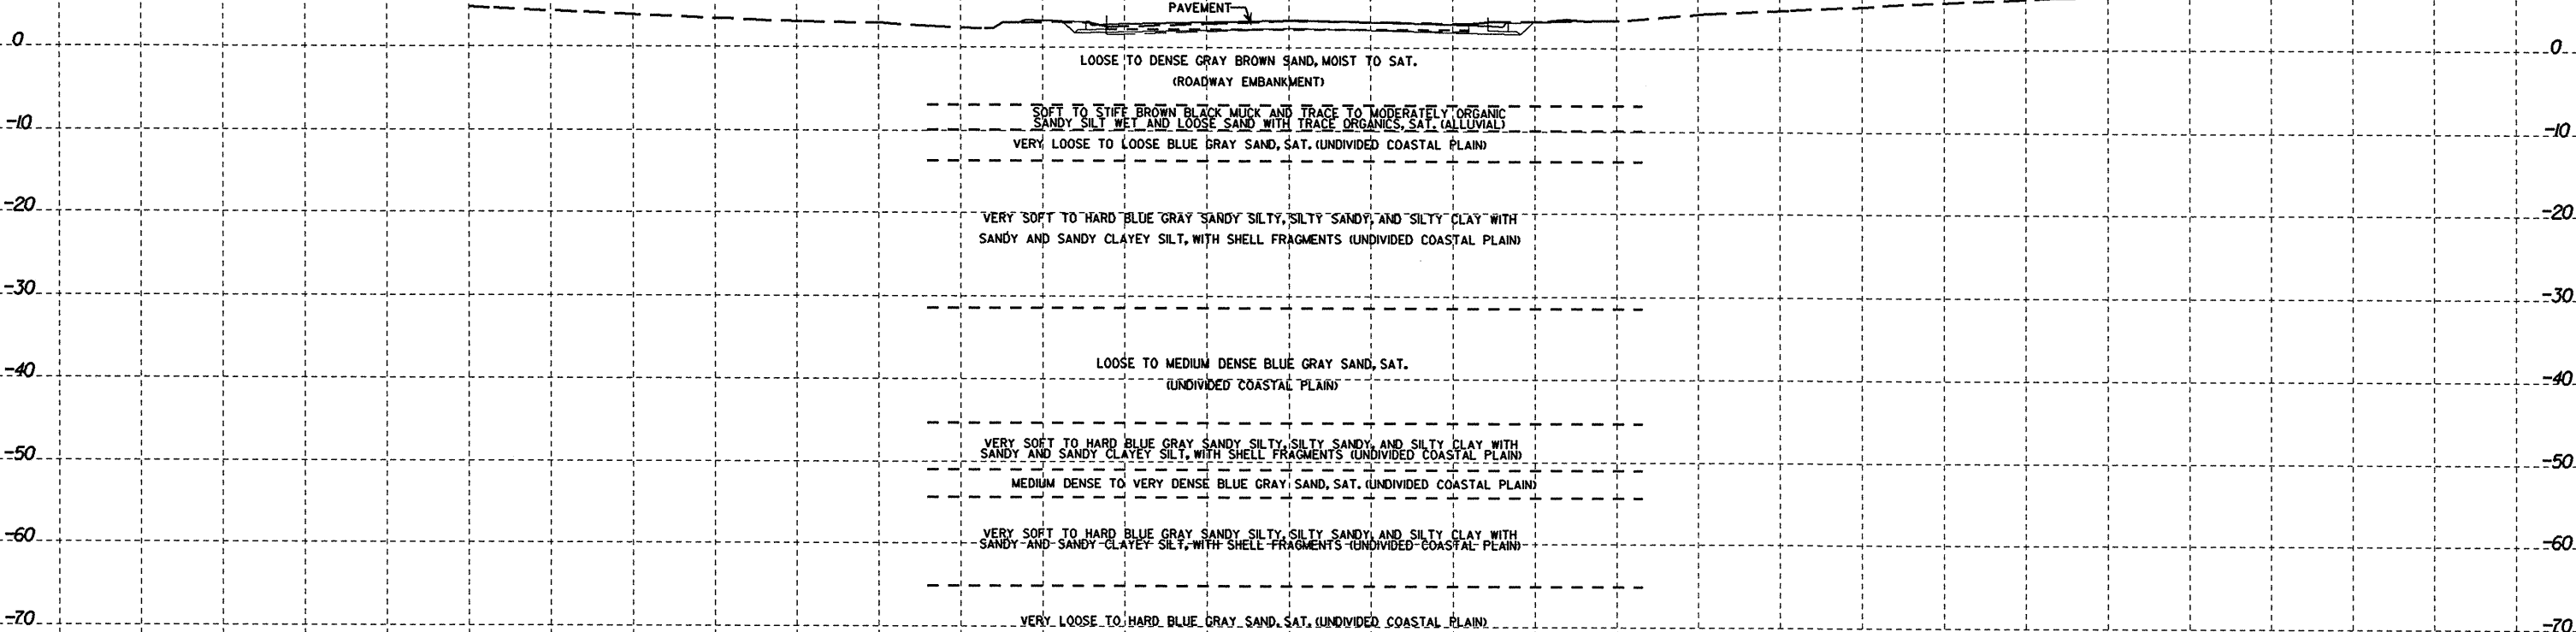 PAVEMENT
0 0
LOOSE TO DENSE GRAY BROWN SAND, MOIST TO SAT.
(ROADWAY EMBANKMENT)
SOFT TO STIFF BROWN BLACK MUCK AND TRACE TO MODERATELY ORGANIC
SANDY SILT WET AND LOOSE SAND WITH TRACE ORGANICS, SAT. (ALLUVIAL)
-10 -10
VERY LOOSE TO LOOSE BLUE GRAY SAND, SAT. (UNDIVIDED COASTAL PLAIN)
-20 -20
VERY SOFT TO HARD BLUE GRAY SANDY SILTY, SILTY SANDY, AND SILTY CLAY WITH
SANDY AND SANDY CLAYEY SILT, WITH SHELL FRAGMENTS (UNDIVIDED COASTAL PLAIN)
-30 -30
LOOSE TO MEDIUM DENSE BLUE GRAY SAND, SAT.
-40 -40
(UNDIVIDED COASTAL PLAIN)
VERY SOFT TO HARD BLUE GRAY SANDY SILTY, SILTY SANDY, AND SILTY CLAY WITH
SANDY AND SANDY CLAYEY SILT, WITH SHELL FRAGMENTS (UNDIVIDED COASTAL PLAIN)
-50 -50
MEDIUM DENSE TO VERY DENSE BLUE GRAY SAND, SAT. (UNDIVIDED COASTAL PLAIN)
VERY SOFT TO HARD BLUE GRAY SANDY SILTY, SILTY SANDY, AND SILTY CLAY WITH
SANDY AND SANDY CLAYEY SILT, WITH SHELL FRAGMENTS (UNDIVIDED COASTAL PLAIN)
-60 -60
VERY LOOSE TO HARD BLUE GRAY SAND, SAT. (UNDIVIDED COASTAL PLAIN)
-70 -70